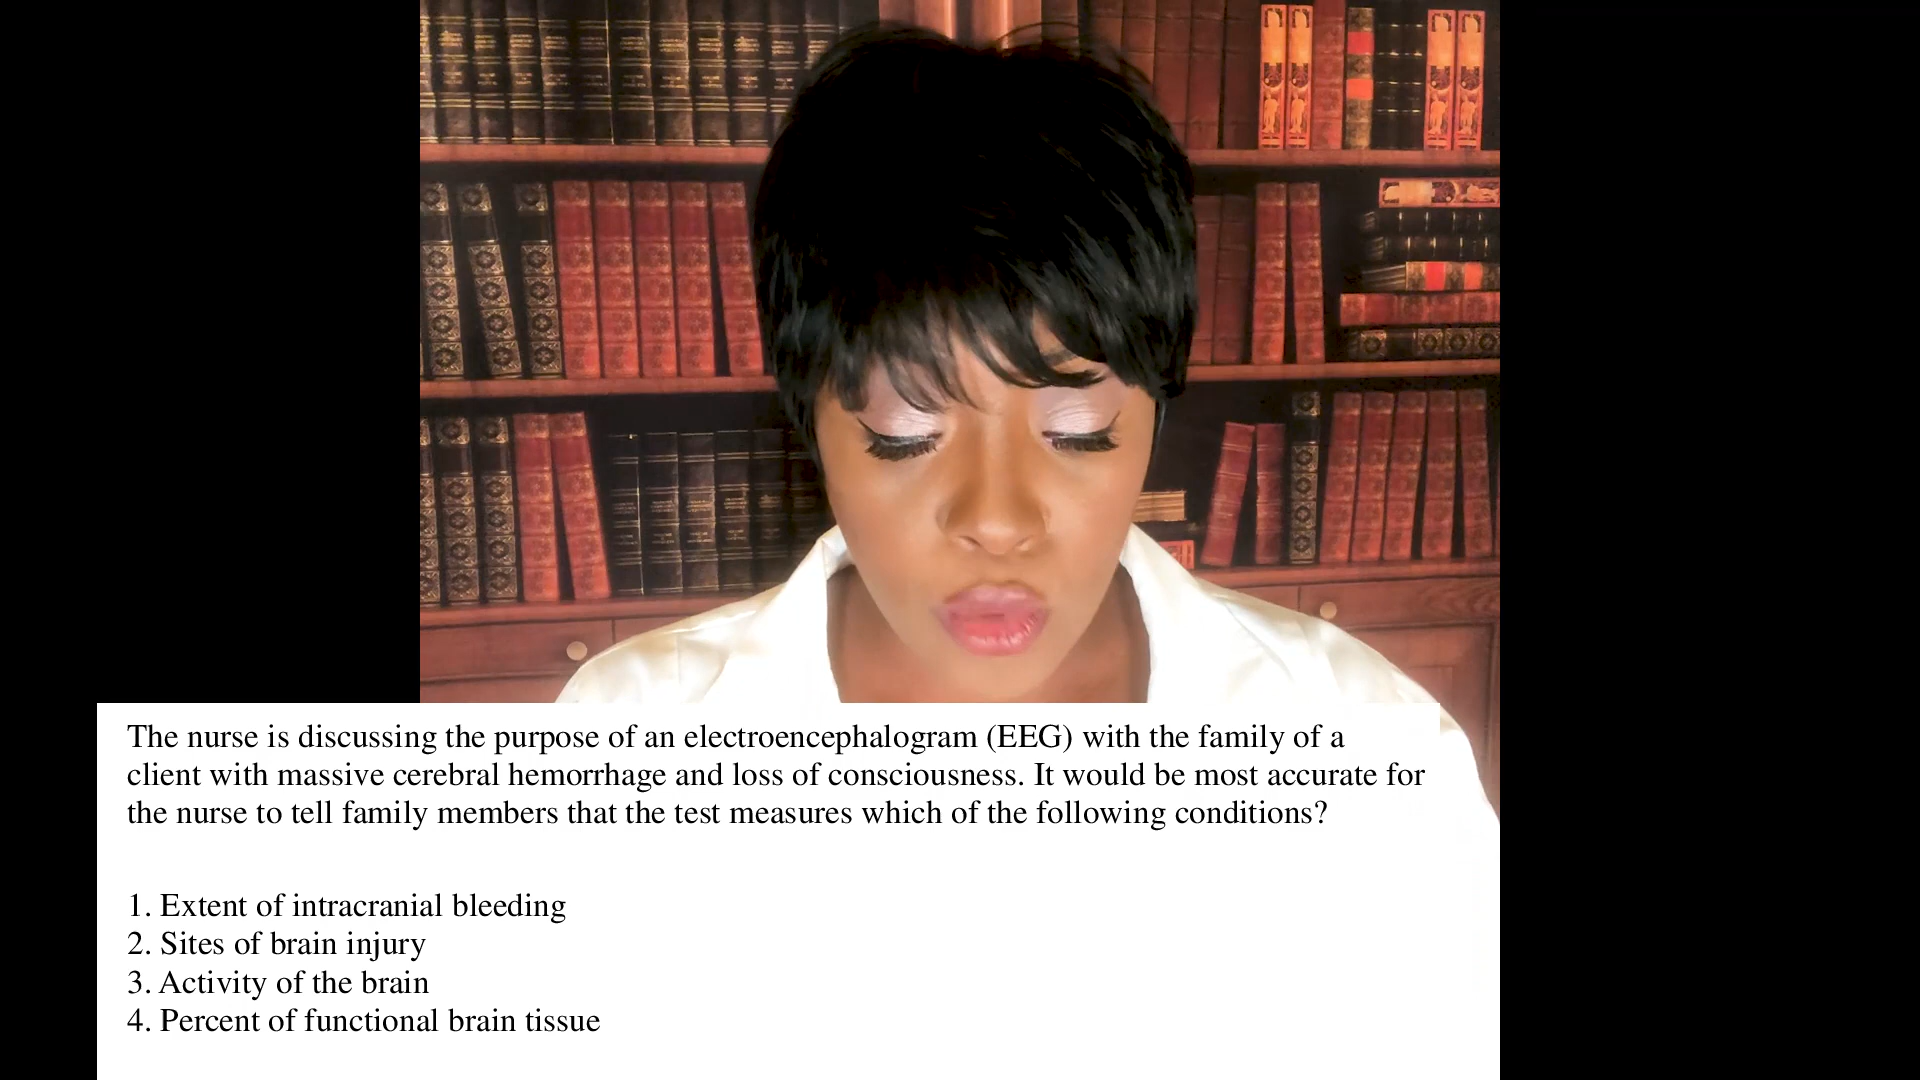 The nurse is discussing the purpose of an electroencephalogram (EEG) with the family of a
client with massive cerebral hemorrhage and loss of consciousness. It would be most accurate for
the nurse to tell family members that the test measures which of the following conditions?
1. Extent of intracranial bleeding
2. Sites of brain injury
3. Activity of the brain
4. Percent of functional brain tissue